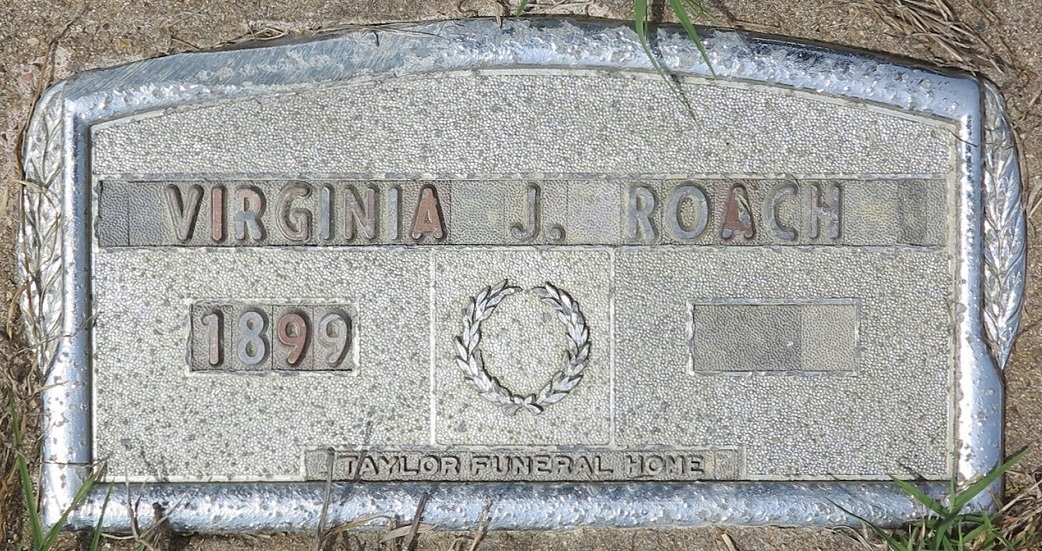 VIRGINIA J. ROACH
1899
TAYLOR FUNERAL HOME